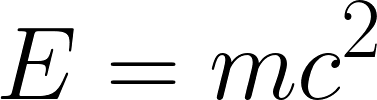 E = mc²